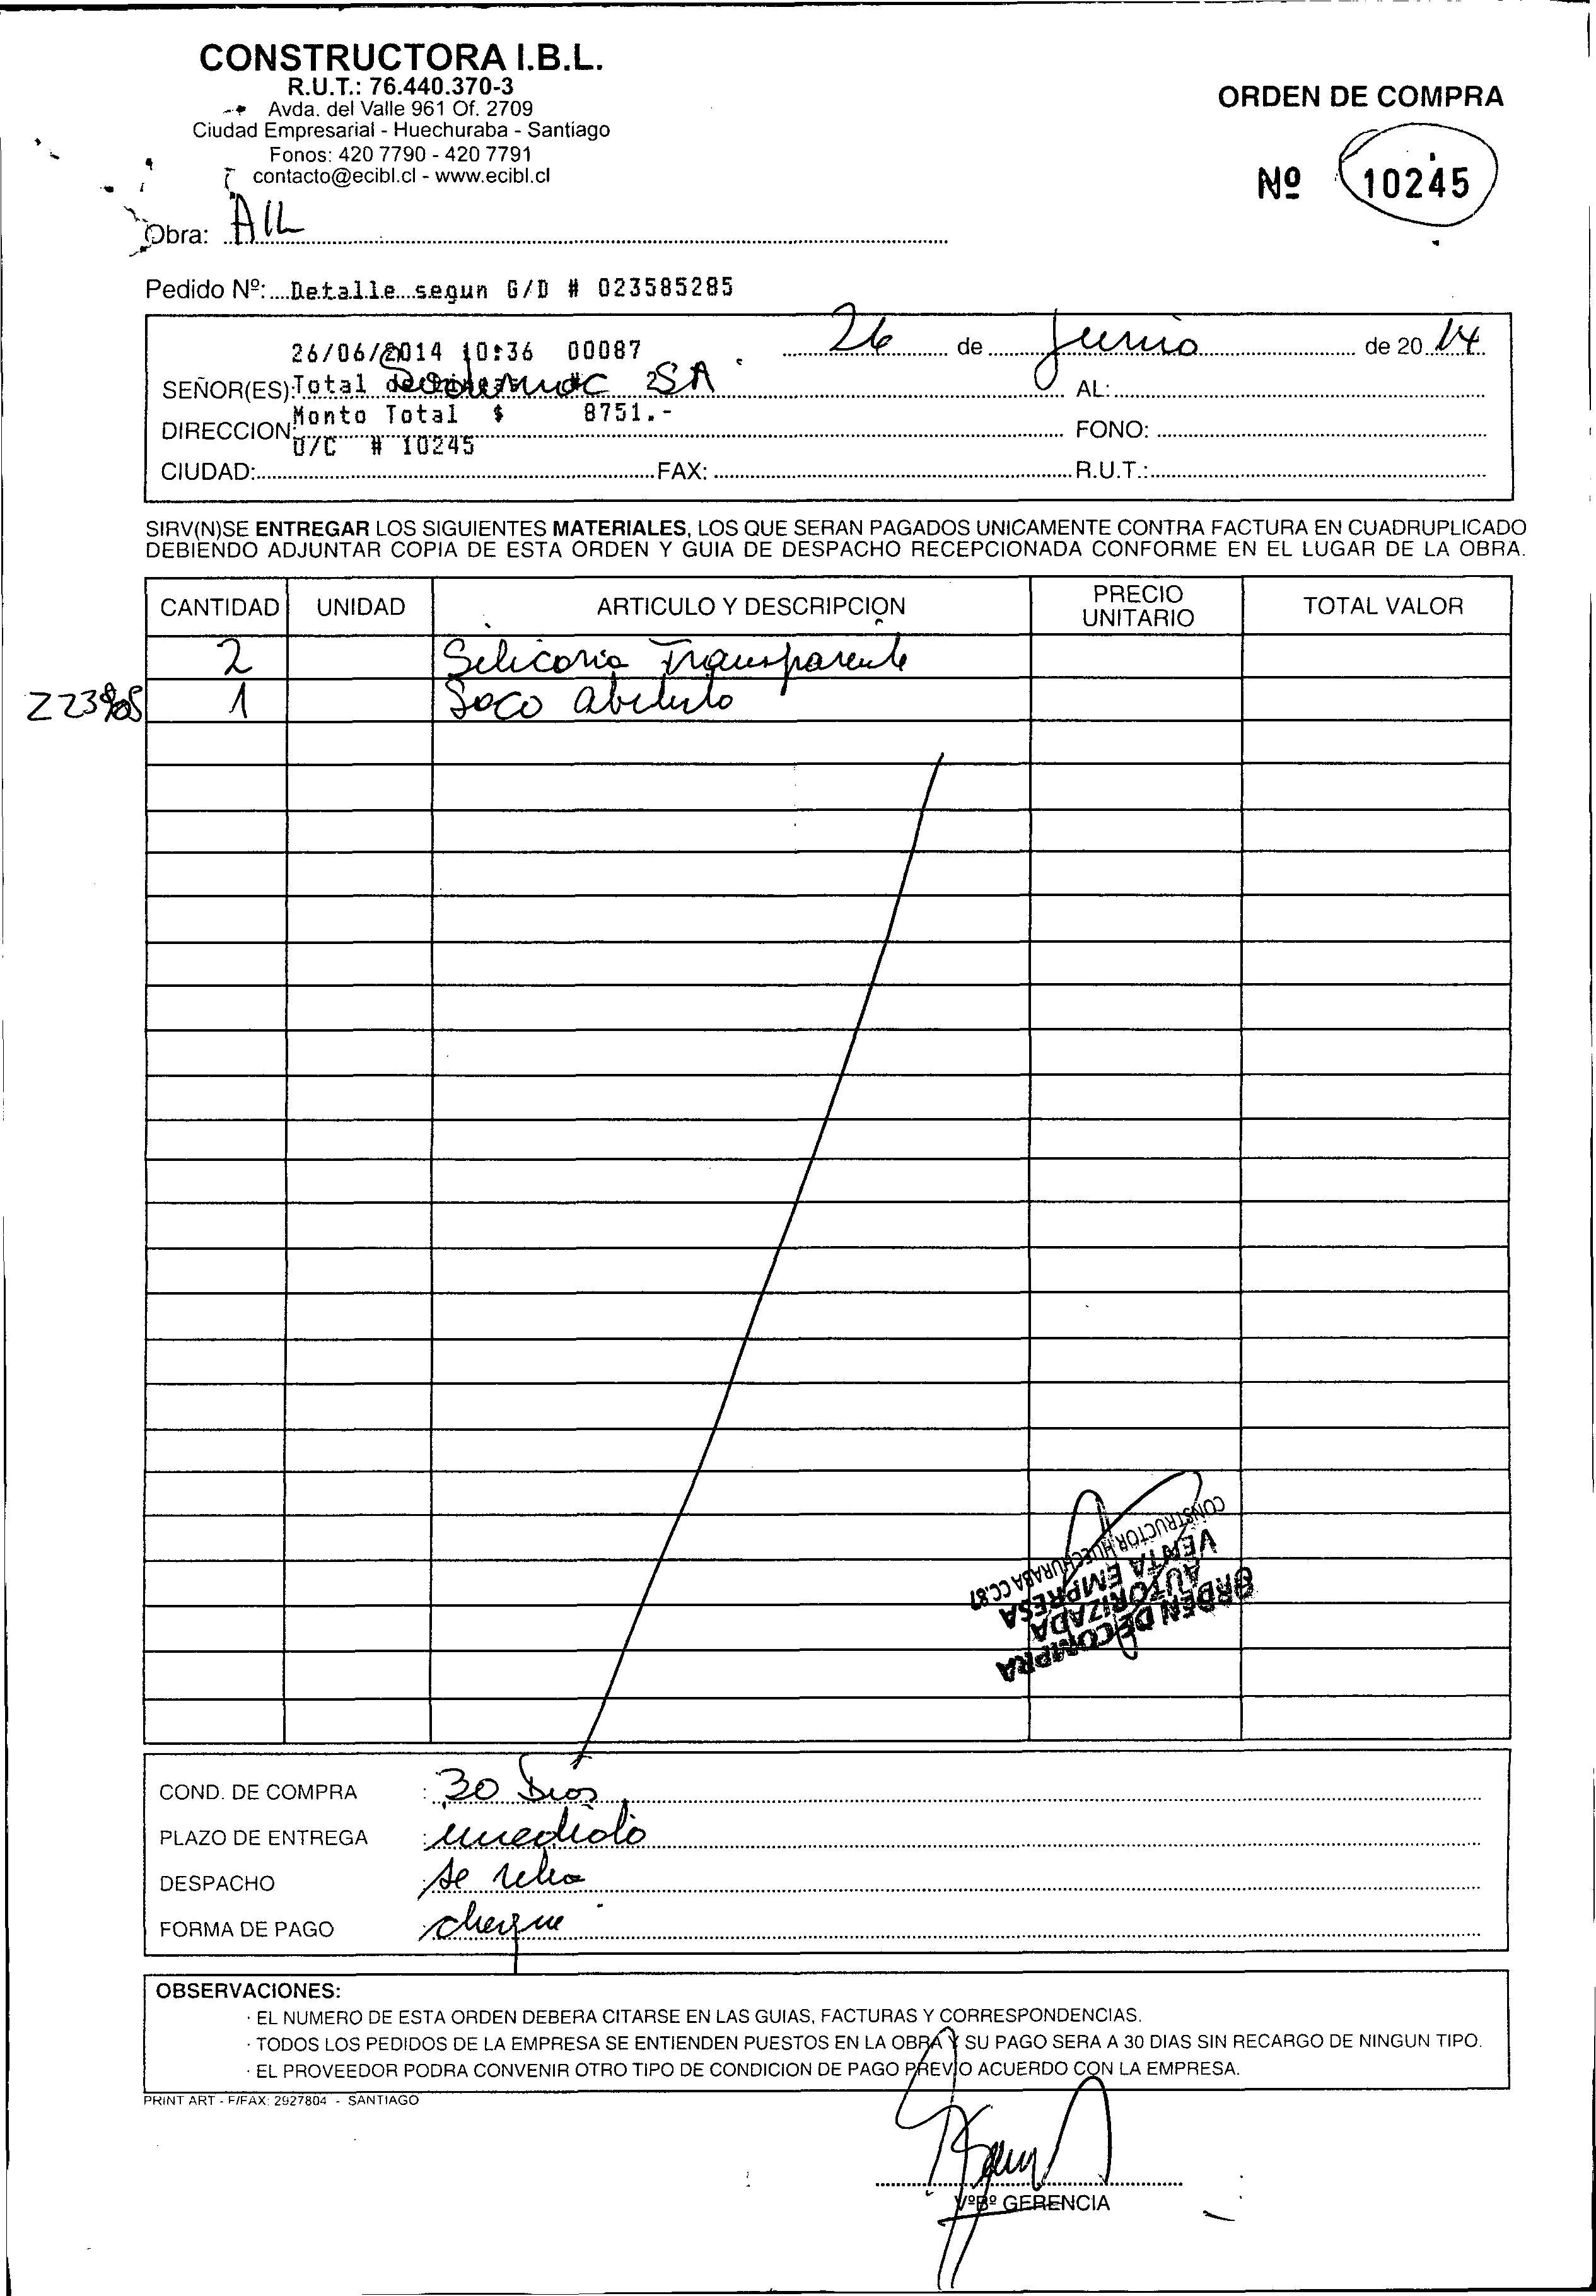 CONSTRUCTORA I.B.L.
R.U.T.: 76.440.370-3
Avda. del Valle 961 Of. 2709
Ciudad Empresarial - Huechuraba - Santiago
Fonos: 420 7790 - 420 7791
contacto@ecibl.cl - www.ecibl.cl
ORDEN DE COMPRA
Nº 10245
Obra:
Pedido Nº: Detalle segun G/D # 023585285
26/06/2014 10:36 00087
26 de Junio de 20 14
SEÑOR(ES): Total de lineas 2
Sodimac SA
AL:
Monto Total $ 8751.-
DIRECCION: FONO:
O/C # 10245
CIUDAD: FAX: R.U.T.:
SIRV(N)SE ENTREGAR LOS SIGUIENTES MATERIALES, LOS QUE SERAN PAGADOS UNICAMENTE CONTRA FACTURA EN CUADRUPLICADO
DEBIENDO ADJUNTAR COPIA DE ESTA ORDEN Y GUIA DE DESPACHO RECEPCIONADA CONFORME EN EL LUGAR DE LA OBRA.
CANTIDAD UNIDAD ARTICULO Y DESCRIPCION PRECIO UNITARIO TOTAL VALOR
2 Silicona Transparente
1 Saco abelulo
ORDEN DE COMPRA
AUTORIZADA
VENTA EMPRESA
CONSTRUCTOR HUECHURABA CC.87
COND. DE COMPRA : 30 Dias
PLAZO DE ENTREGA : inmediato
DESPACHO : se retira
FORMA DE PAGO : cheque
OBSERVACIONES:
· EL NUMERO DE ESTA ORDEN DEBERA CITARSE EN LAS GUIAS, FACTURAS Y CORRESPONDENCIAS.
· TODOS LOS PEDIDOS DE LA EMPRESA SE ENTIENDEN PUESTOS EN LA OBRA Y SU PAGO SERA A 30 DIAS SIN RECARGO DE NINGUN TIPO.
· EL PROVEEDOR PODRA CONVENIR OTRO TIPO DE CONDICION DE PAGO PREVIO ACUERDO CON LA EMPRESA.
PRINT ART - F/FAX: 2927804 - SANTIAGO
VºBº GERENCIA